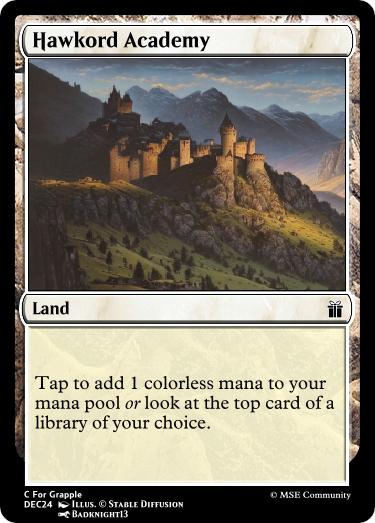 Hawkord Academy
Land
Tap to add 1 colorless mana to your
mana pool or look at the top card of a
library of your choice.
C For Grapple
DEC24 Illus. © Stable Diffusion
© MSE Community
Badknight13